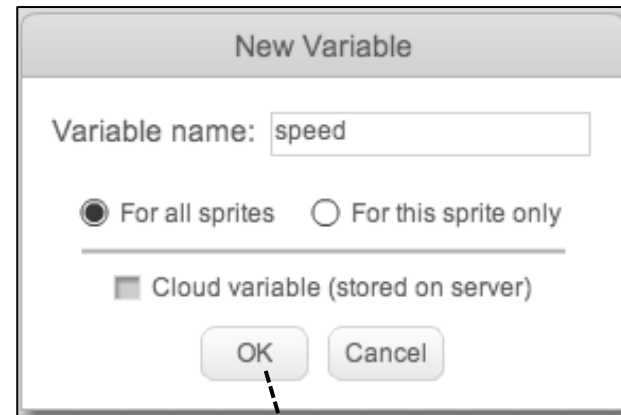 New Variable
Variable name: speed
For all sprites For this sprite only
Cloud variable (stored on server)
OK Cancel